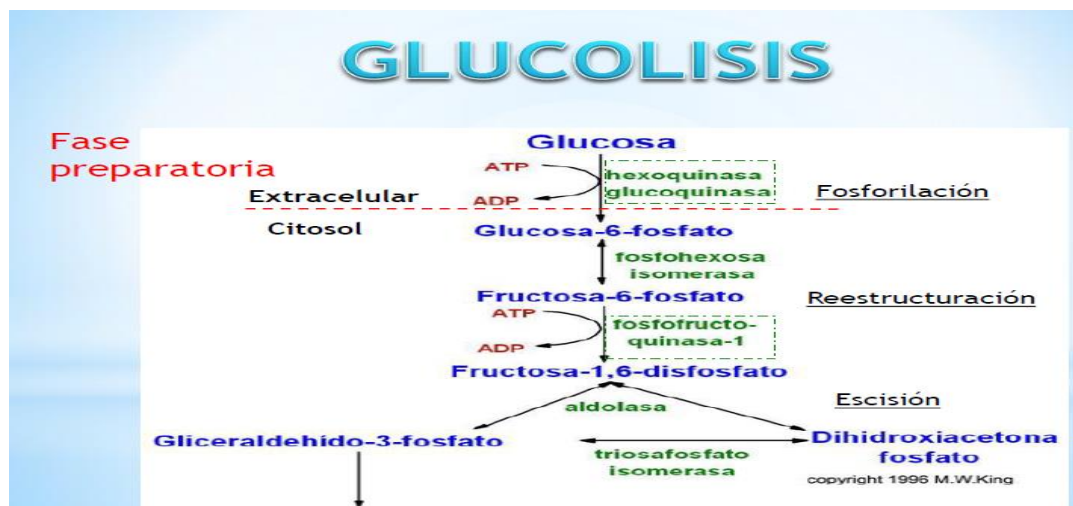 GLUCOLISIS
Fase
preparatoria
Glucosa
ATP
hexoquinasa
glucoquinasa
Fosforilación
Extracelular
ADP
Citosol
Glucosa-6-fosfato
fosfohexosa
isomerasa
Fructosa-6-fosfato
Reestructuración
ATP
fosfofructo-
quinasa-1
ADP
Fructosa-1,6-disfosfato
Escisión
aldolasa
Gliceraldehído-3-fosfato
Dihidroxiacetona
fosfato
triosafosfato
isomerasa
copyright 1996 M.W.King